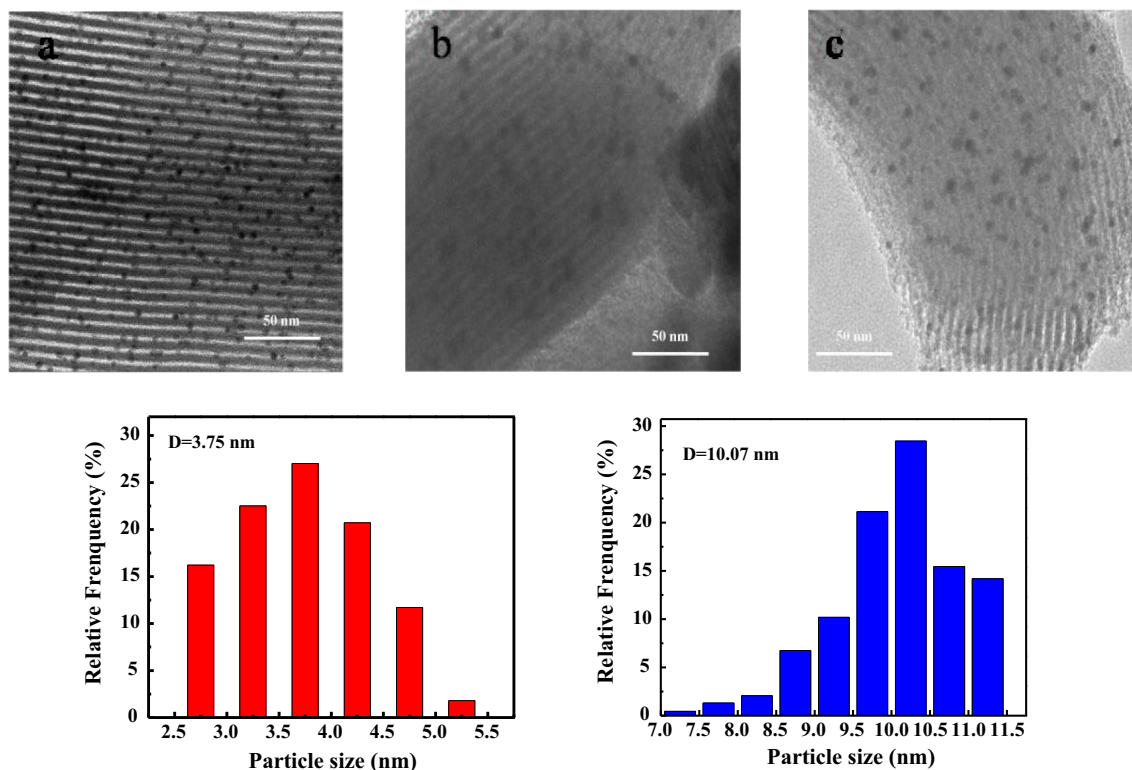 a
b
c
50 nm
50 nm
50 nm
D=3.75 nm
Relative Frenquency (%)
30
25
20
15
10
5
0
2.5 3.0 3.5 4.0 4.5 5.0 5.5
Particle size (nm)
D=10.07 nm
Relative Frenquency (%)
30
25
20
15
10
5
0
7.0 7.5 8.0 8.5 9.0 9.5 10.0 10.5 11.0 11.5
Particle size (nm)